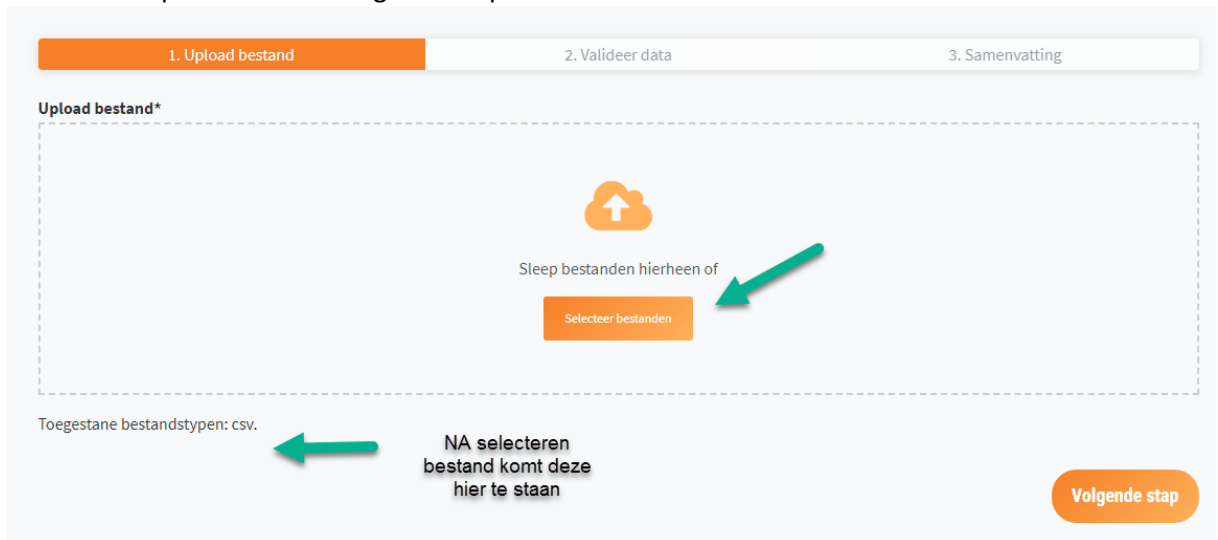 1. Upload bestand
2. Valideer data
3. Samenvatting
Upload bestand*
Sleep bestanden hierheen of
Selecteer bestanden
Toegestane bestandstypen: csv.
NA selecteren
bestand komt deze
hier te staan
Volgende stap